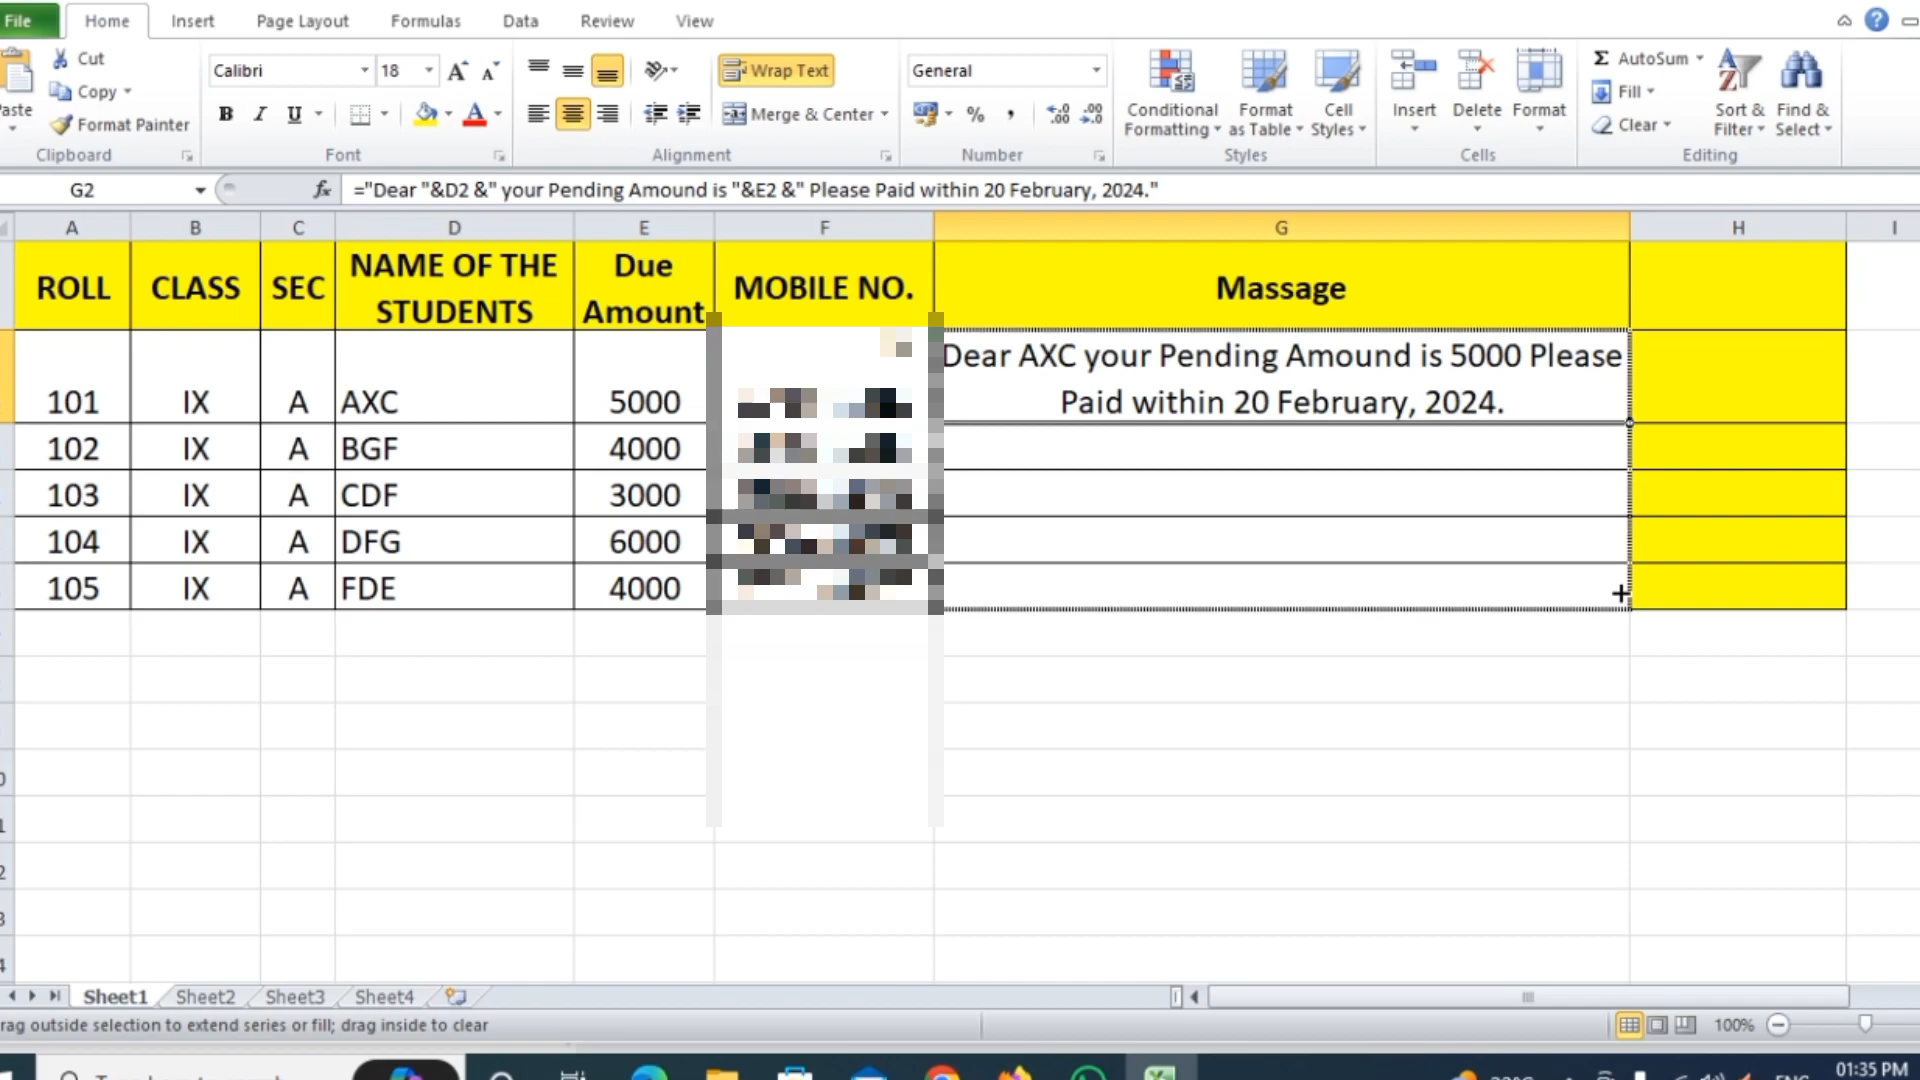 File Home Insert Page Layout Formulas Data Review View
Cut
Copy
Format Painter
Paste
Calibri 18
B I U
Wrap Text
Merge & Center
General
%
Conditional Formatting
Format as Table
Cell Styles
Insert Delete Format
Σ AutoSum
Fill
Clear
Sort & Filter
Find & Select
Clipboard Font Alignment Number Styles Cells Editing
G2 fx ="Dear "&D2 &" your Pending Amount is "&E2 &" Please Paid within 20 February, 2024."
A B C D E F G H I
ROLL CLASS SEC NAME OF THE STUDENTS Due Amount MOBILE NO. Massage
101 IX A AXC 5000 Dear AXC your Pending Amount is 5000 Please
Paid within 20 February, 2024.
102 IX A BGF 4000
103 IX A CDF 3000
104 IX A DFG 6000
105 IX A FDE 4000
Sheet1 Sheet2 Sheet3 Sheet4
rag outside selection to extend series or fill; drag inside to clear
100%
01:35 PM